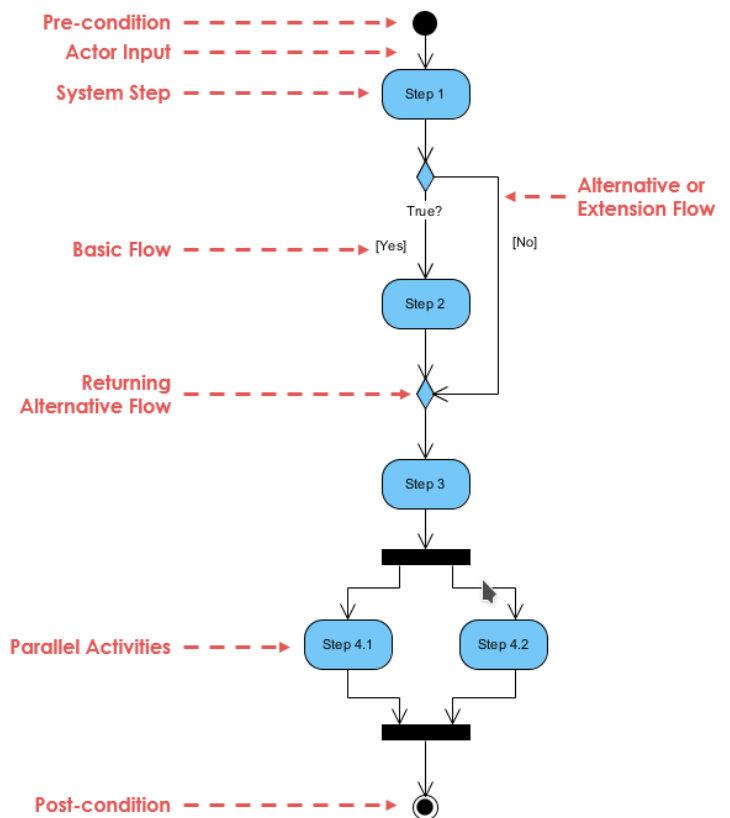 Pre-condition
Actor Input
System Step
Step 1
Alternative or
Extension Flow
True?
Basic Flow
[Yes]
[No]
Step 2
Returning
Alternative Flow
Step 3
Parallel Activities
Step 4.1
Step 4.2
Post-condition